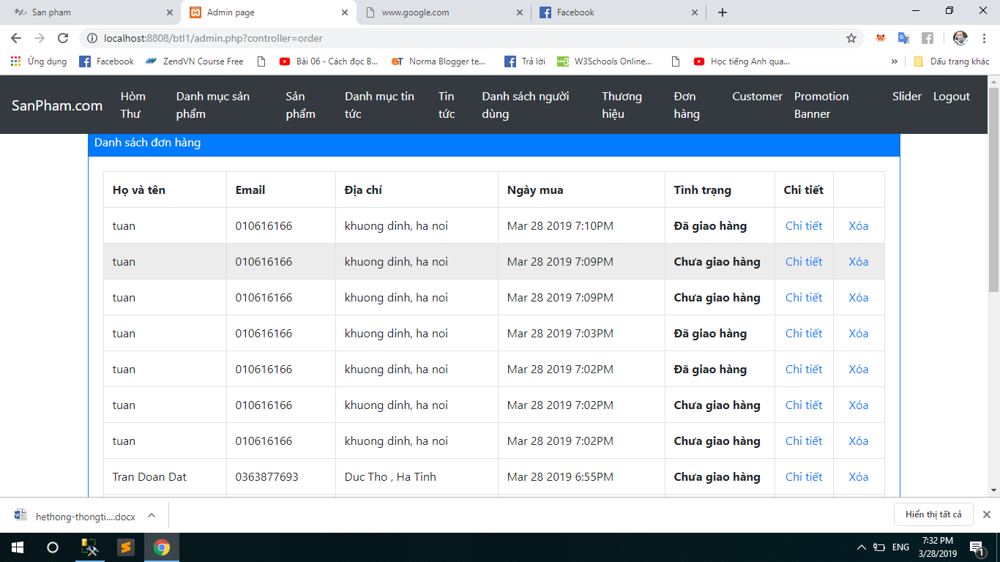 San pham
Admin page
www.google.com
Facebook
localhost:8808/btl1/admin.php?controller=order
Ứng dụng
Facebook
ZendVN Course Free
Bài 06 - Cách đọc B...
Norma Blogger te...
Trả lời
W3Schools Online...
Học tiếng Anh qua...
»
Dấu trang khác
SanPham.com
Hòm Thư
Danh mục sản phẩm
Sản phẩm
Danh mục tin tức
Tin tức
Danh sách người dùng
Thương hiệu
Đơn hàng
Customer
Promotion Banner
Slider
Logout
Danh sách đơn hàng
Họ và tên Email Địa chỉ Ngày mua Tình trạng Chi tiết
tuan 010616166 khuong dinh, ha noi Mar 28 2019 7:10PM Đã giao hàng Chi tiết Xóa
tuan 010616166 khuong dinh, ha noi Mar 28 2019 7:09PM Chưa giao hàng Chi tiết Xóa
tuan 010616166 khuong dinh, ha noi Mar 28 2019 7:09PM Chưa giao hàng Chi tiết Xóa
tuan 010616166 khuong dinh, ha noi Mar 28 2019 7:03PM Đã giao hàng Chi tiết Xóa
tuan 010616166 khuong dinh, ha noi Mar 28 2019 7:02PM Đã giao hàng Chi tiết Xóa
tuan 010616166 khuong dinh, ha noi Mar 28 2019 7:02PM Chưa giao hàng Chi tiết Xóa
tuan 010616166 khuong dinh, ha noi Mar 28 2019 7:02PM Chưa giao hàng Chi tiết Xóa
Tran Doan Dat 0363877693 Duc Tho , Ha Tinh Mar 28 2019 6:55PM Chưa giao hàng Chi tiết Xóa
hethong-thongti....docx
Hiển thị tất cả
ENG
7:32 PM
3/28/2019
1